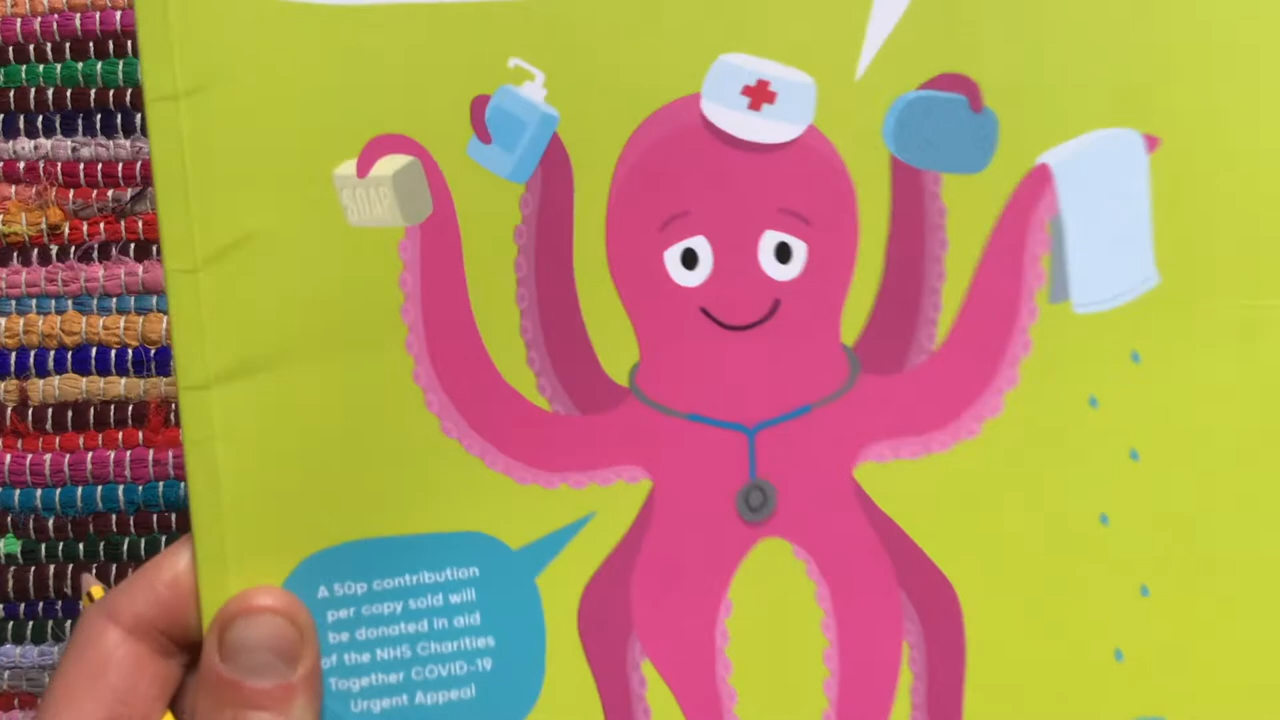 SOAP
A 50p contribution
per copy sold will
be donated in aid
of the NHS Charities
Together COVID-19
Urgent Appeal